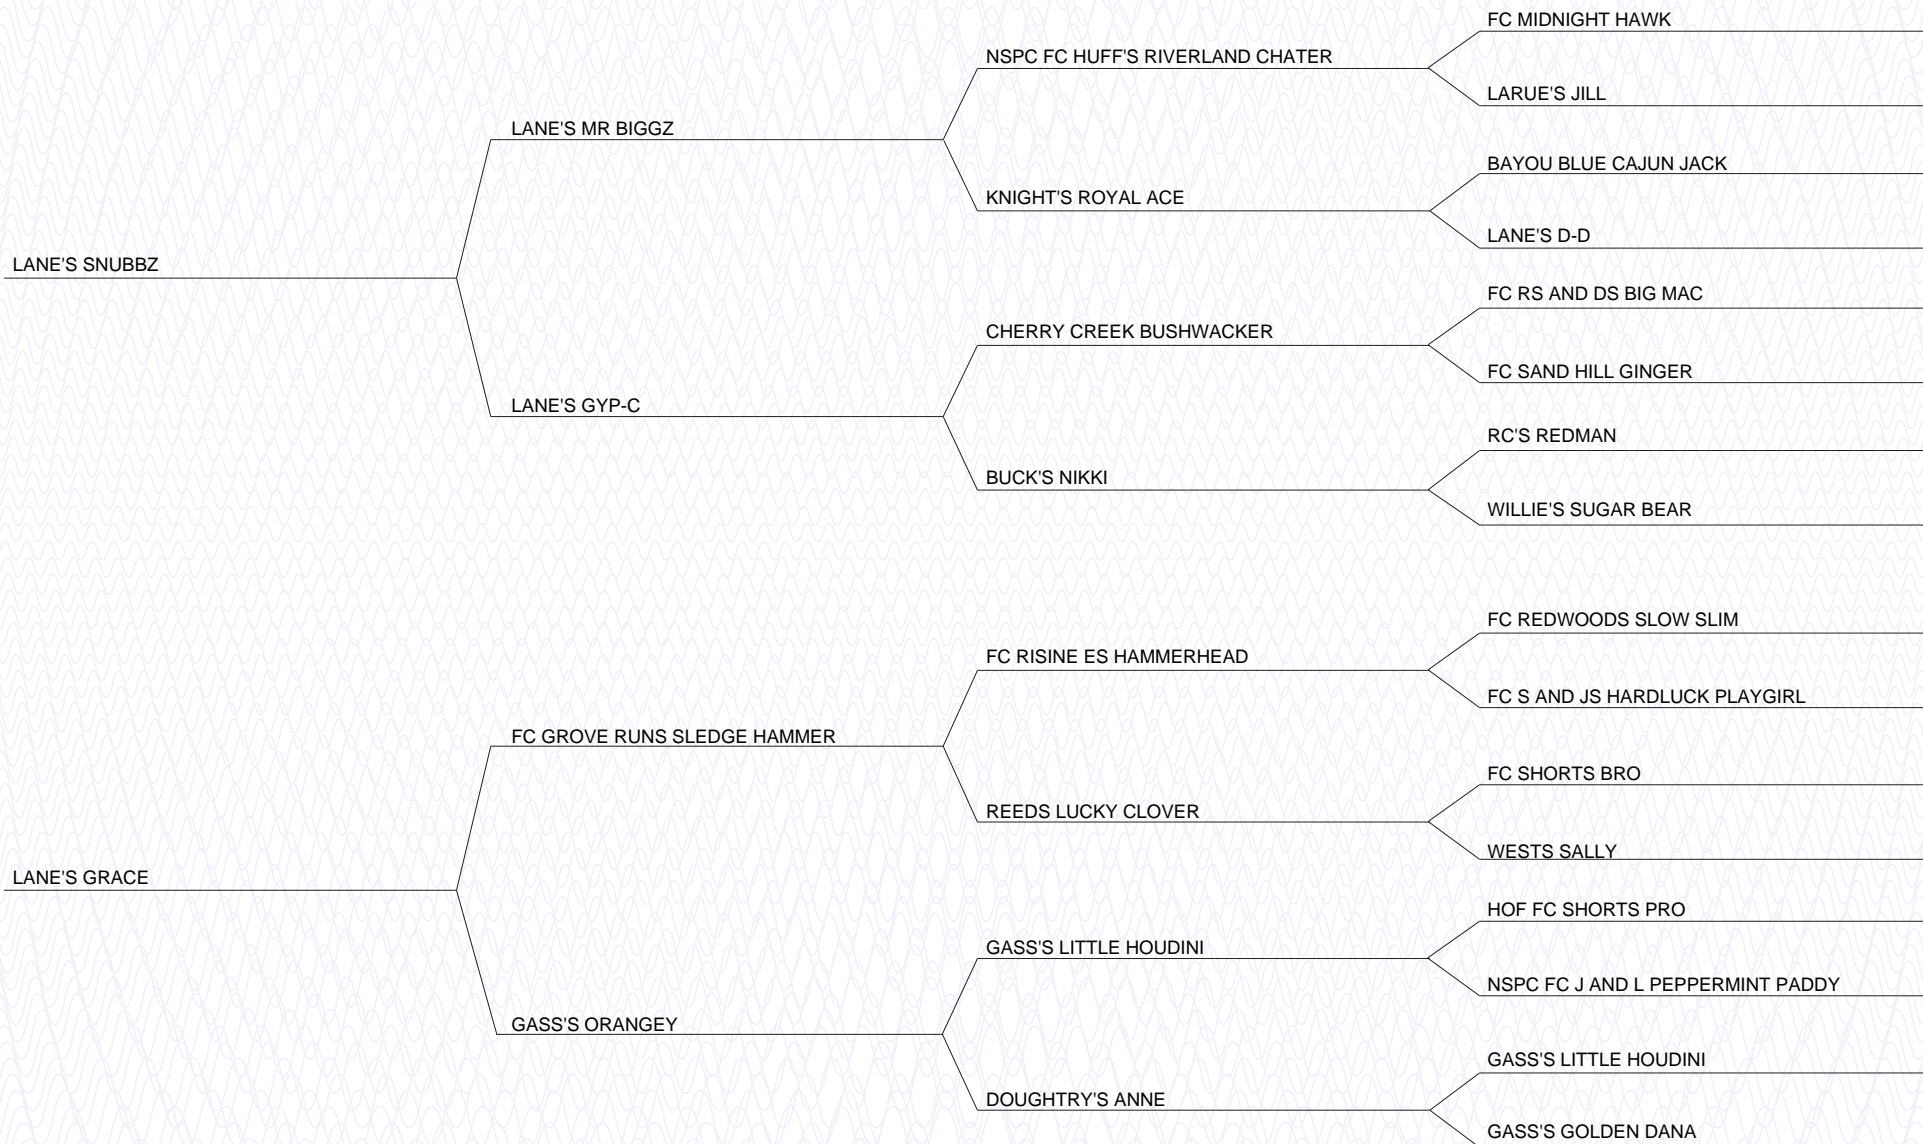 FC MIDNIGHT HAWK
NSPC FC HUFF'S RIVERLAND CHATER
LARUE'S JILL
LANE'S MR BIGGZ
BAYOU BLUE CAJUN JACK
KNIGHT'S ROYAL ACE
LANE'S D-D
LANE'S SNUBBZ
FC RS AND DS BIG MAC
CHERRY CREEK BUSHWACKER
FC SAND HILL GINGER
LANE'S GYP-C
RC'S REDMAN
BUCK'S NIKKI
WILLIE'S SUGAR BEAR
FC REDWOODS SLOW SLIM
FC RISINE ES HAMMERHEAD
FC S AND JS HARDLUCK PLAYGIRL
FC GROVE RUNS SLEDGE HAMMER
FC SHORTS BRO
REEDS LUCKY CLOVER
WESTS SALLY
LANE'S GRACE
HOF FC SHORTS PRO
GASS'S LITTLE HOUDINI
NSPC FC J AND L PEPPERMINT PADDY
GASS'S ORANGEY
GASS'S LITTLE HOUDINI
DOUGHTRY'S ANNE
GASS'S GOLDEN DANA